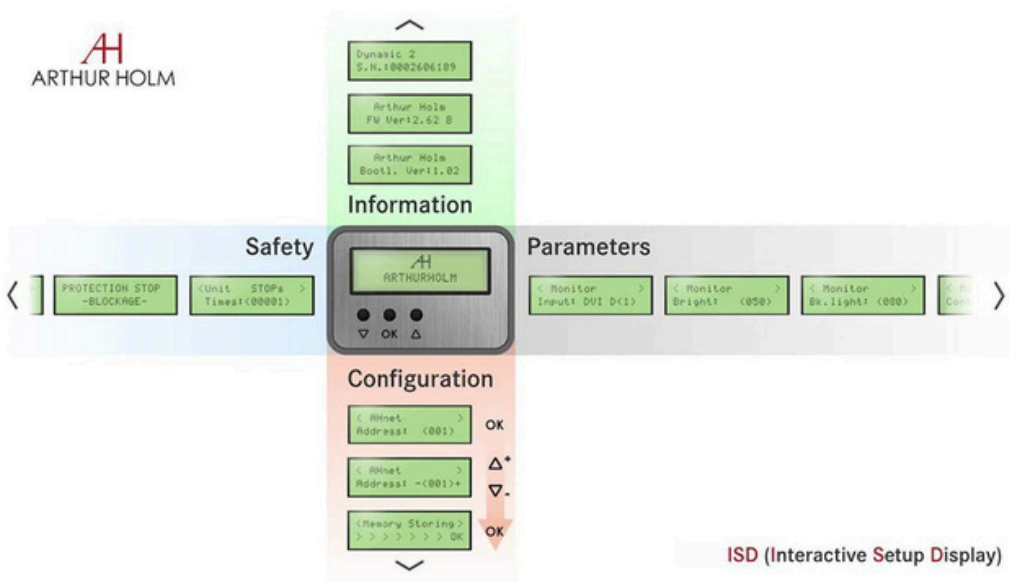 AH
ARTHUR HOLM
Dynamic 2
S.N.:0002606189
Arthur Holm
FW Ver:2.62 B
Arthur Holm
Bootl. Ver:1.02
Information
Safety
Parameters
PROTECTION STOP
-BLOCKAGE-
<Unit STOPs >
Times:(00001)
AH
ARTHURHOLM
▽ OK △
< Monitor >
Input: DVI D(1)
< Monitor >
Bright: (050)
< Monitor >
Bk.light: (080)
Configuration
< AHnet >
Address: (001)
OK
< AHnet >
Address: -(001)+
△+
▽-
<Memory Storing>
> > > > > > > OK
OK
ISD (Interactive Setup Display)